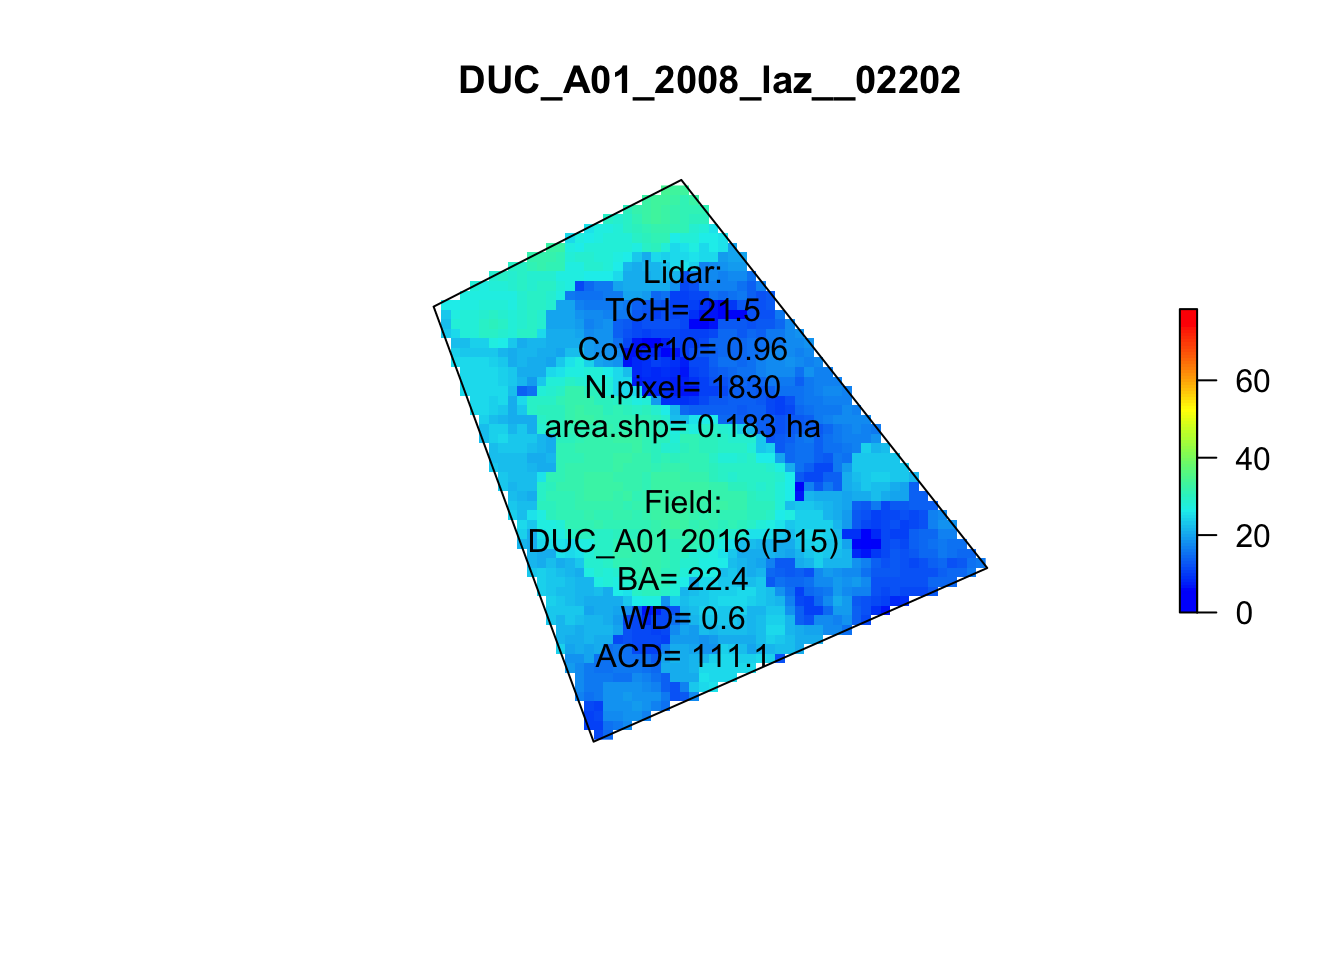 DUC_A01_2008_laz__02202
Lidar:
TCH= 21.5
Cover10= 0.96
N.pixel= 1830
area.shp= 0.183 ha
Field:
DUC_A01 2016 (P15)
BA= 22.4
WD= 0.6
ACD= 111.1
60
40
20
0